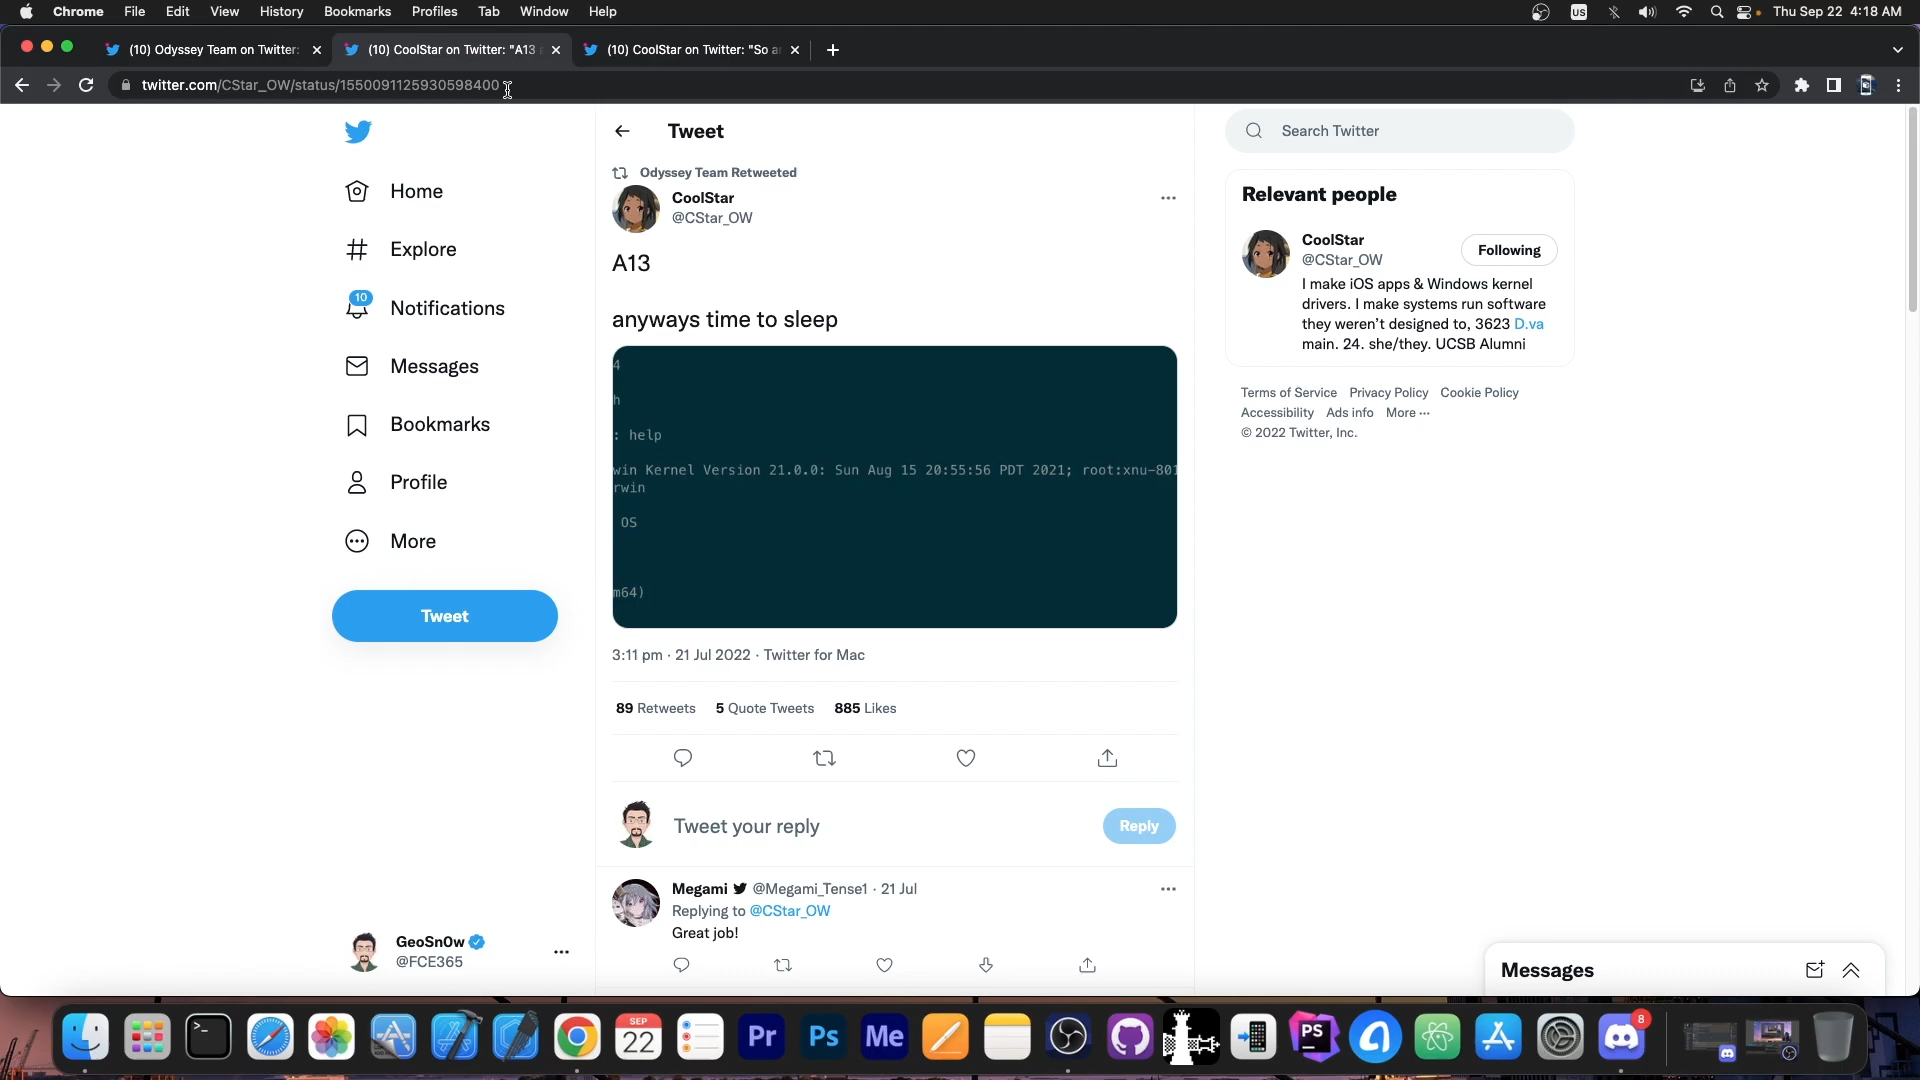 Chrome File Edit View History Bookmarks Profiles Tab Window Help
US
Thu Sep 22 4:18 AM
(10) Odyssey Team on Twitter:
(10) CoolStar on Twitter: "A13
(10) CoolStar on Twitter: "So ar
twitter.com/CStar_OW/status/1550091125930598400
Home
Explore
10
Notifications
Messages
Bookmarks
Profile
More
Tweet
GeoSn0w
@FCE365
Tweet
Odyssey Team Retweeted
CoolStar
@CStar_OW
A13
anyways time to sleep
4
h
: help
win Kernel Version 21.0.0: Sun Aug 15 20:55:56 PDT 2021; root:xnu-801
rwin
OS
m64)
3:11 pm · 21 Jul 2022 · Twitter for Mac
89 Retweets 5 Quote Tweets 885 Likes
Tweet your reply
Reply
Megami @Megami_Tense1 · 21 Jul
Replying to @CStar_OW
Great job!
Search Twitter
Relevant people
CoolStar
@CStar_OW
Following
I make iOS apps & Windows kernel
drivers. I make systems run software
they weren't designed to, 3623 D.va
main. 24. she/they. UCSB Alumni
Terms of Service Privacy Policy Cookie Policy
Accessibility Ads info More ···
© 2022 Twitter, Inc.
Messages
SEP
22
Pr
Ps
Me
PS
8